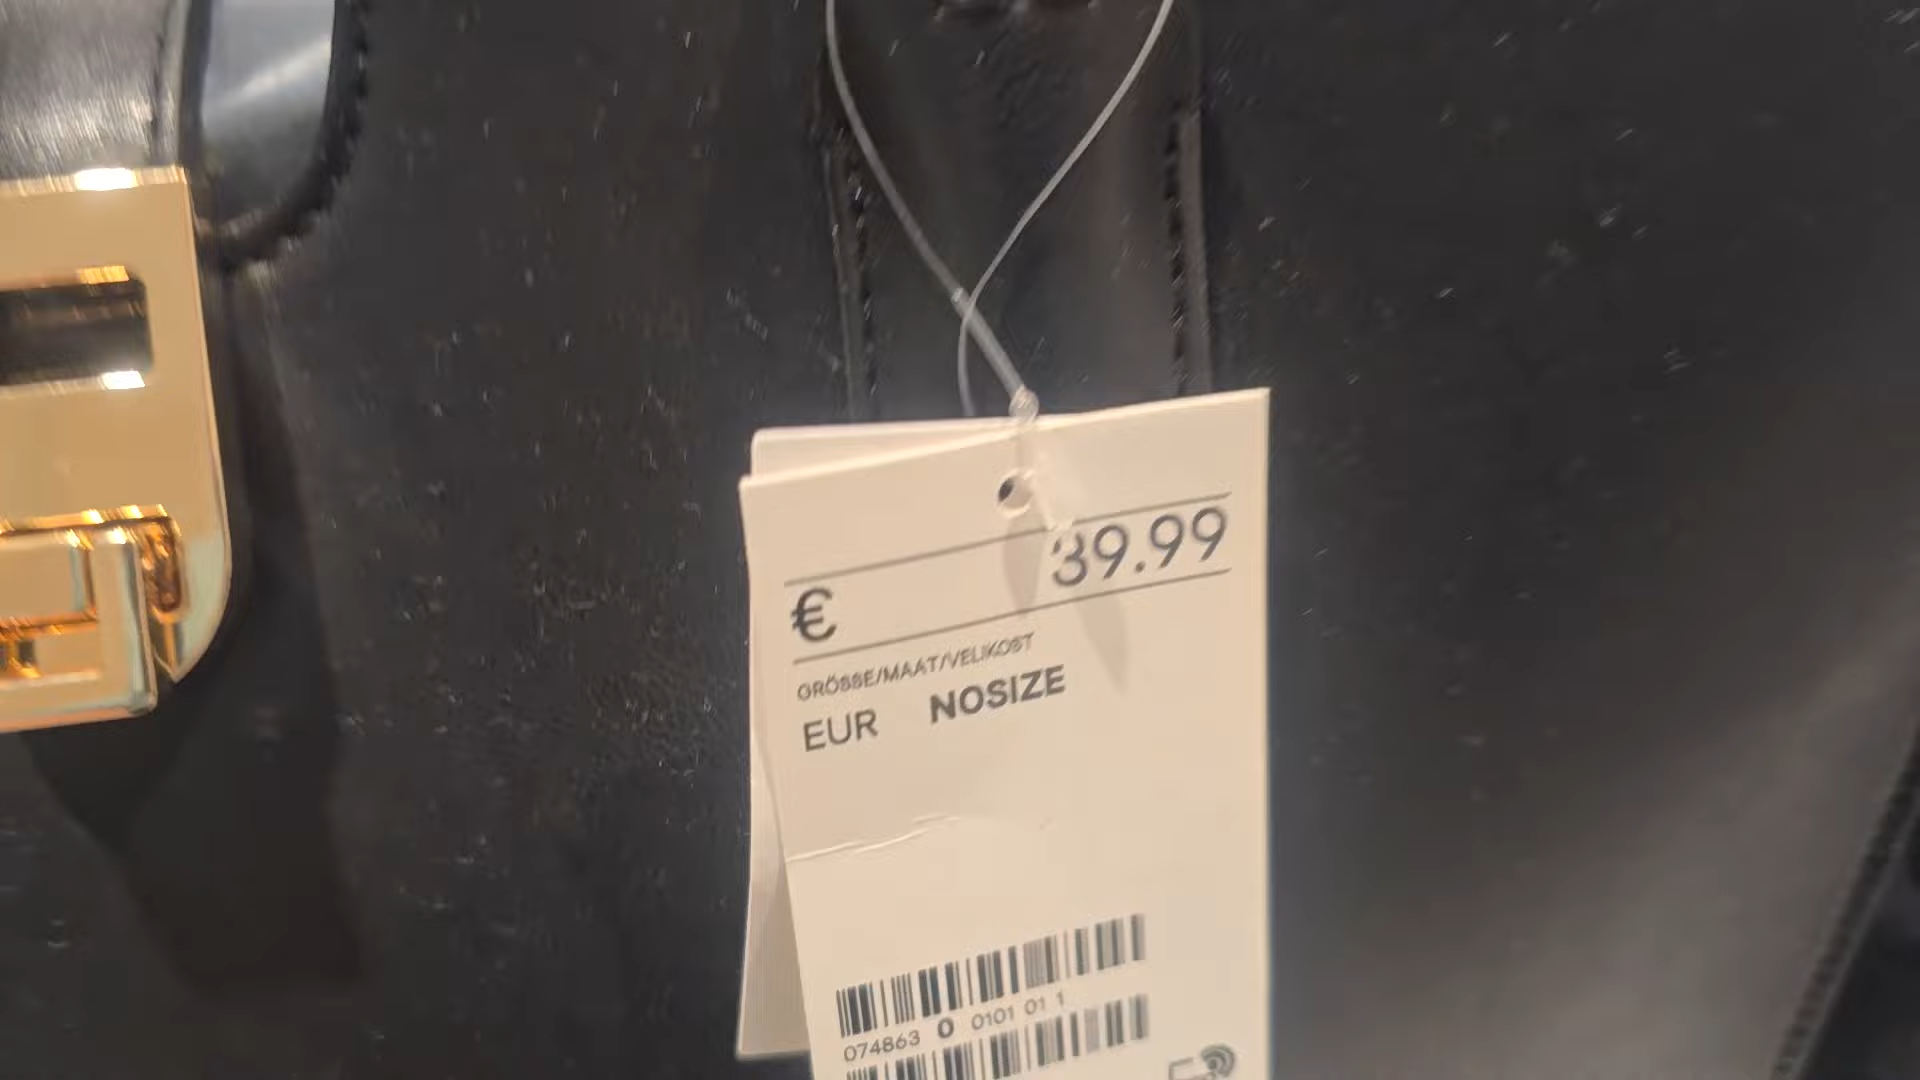 € 39.99
GRÖSSE/MAAT/VELIKOST
EUR NOSIZE
074863 0 0101 01 1